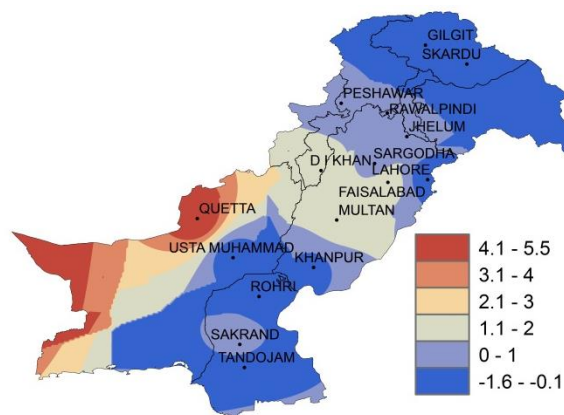 GILGIT
SKARDU
PESHAWAR
RAWALPINDI
JHELUM
D I KHAN
SARGODHA
LAHORE
FAISALABAD
QUETTA
MULTAN
USTA MUHAMMAD
KHANPUR
ROHRI
SAKRAND
TANDOJAM
4.1 - 5.5
3.1 - 4
2.1 - 3
1.1 - 2
0 - 1
-1.6 - -0.1